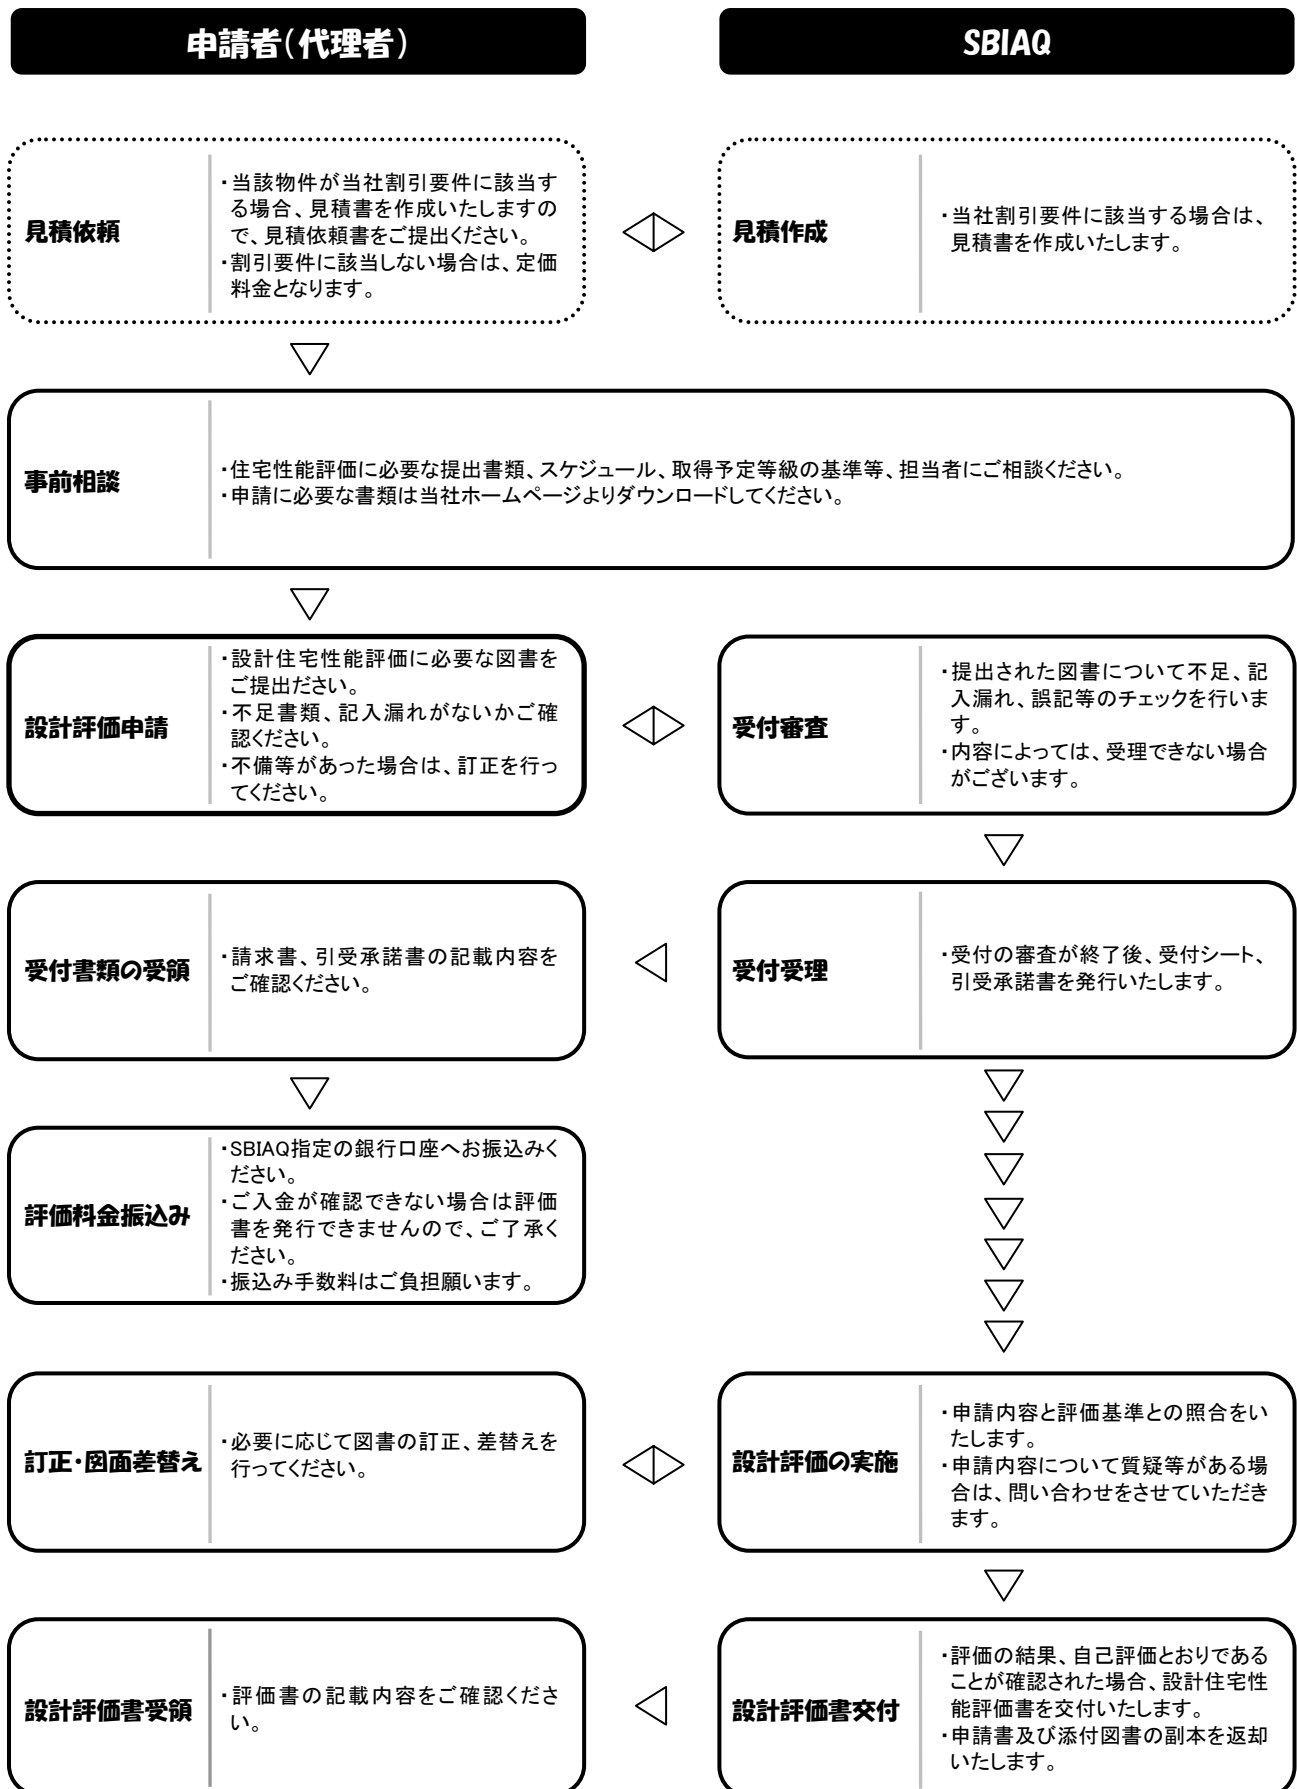 申請者(代理者)
SBIAQ
見積依頼
・当該物件が当社割引要件に該当す
る場合、見積書を作成いたしますの
で、見積依頼書をご提出ください。
・割引要件に該当しない場合は、定価
料金となります。
見積作成
・当社割引要件に該当する場合は、
見積書を作成いたします。
事前相談
・住宅性能評価に必要な提出書類、スケジュール、取得予定等級の基準等、担当者にご相談ください。
・申請に必要な書類は当社ホームページよりダウンロードしてください。
設計評価申請
・設計住宅性能評価に必要な図書を
ご提出ださい。
・不足書類、記入漏れがないかご確
認ください。
・不備等があった場合は、訂正を行っ
てください。
受付審査
・提出された図書について不足、記
入漏れ、誤記等のチェックを行いま
す。
・内容によっては、受理できない場合
がございます。
受付書類の受領
・請求書、引受承諾書の記載内容を
ご確認ください。
受付受理
・受付の審査が終了後、受付シート、
引受承諾書を発行いたします。
評価料金振込み
・SBIAQ指定の銀行口座へお振込みく
ださい。
・ご入金が確認できない場合は評価
書を発行できませんので、ご了承く
ださい。
・振込み手数料はご負担願います。
訂正・図面差替え
・必要に応じて図書の訂正、差替えを
行ってください。
設計評価の実施
・申請内容と評価基準との照合をい
たします。
・申請内容について質疑等がある場
合は、問い合わせをさせていただき
ます。
設計評価書受領
・評価書の記載内容をご確認くださ
い。
設計評価書交付
・評価の結果、自己評価とおりである
ことが確認された場合、設計住宅性
能評価書を交付いたします。
・申請書及び添付図書の副本を返却
いたします。